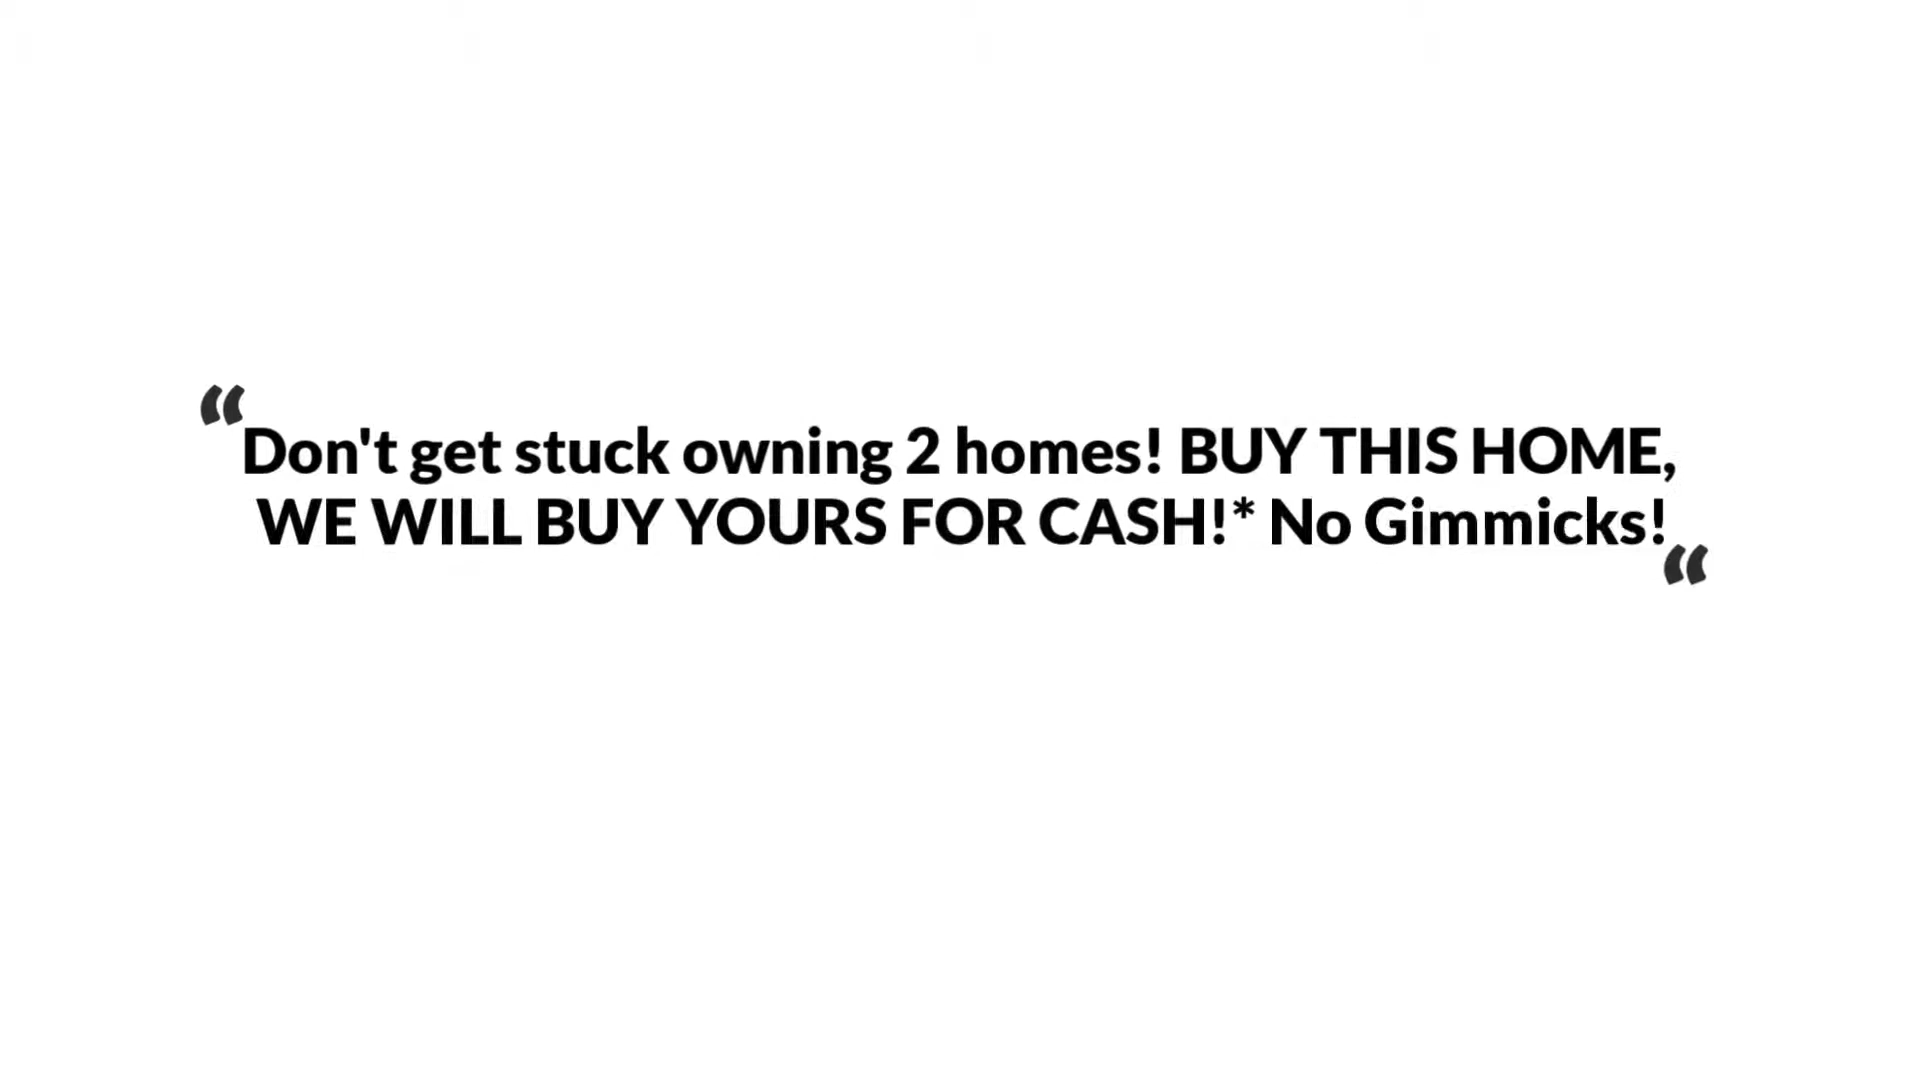 “Don't get stuck owning 2 homes! BUY THIS HOME,
WE WILL BUY YOURS FOR CASH!* No Gimmicks!“